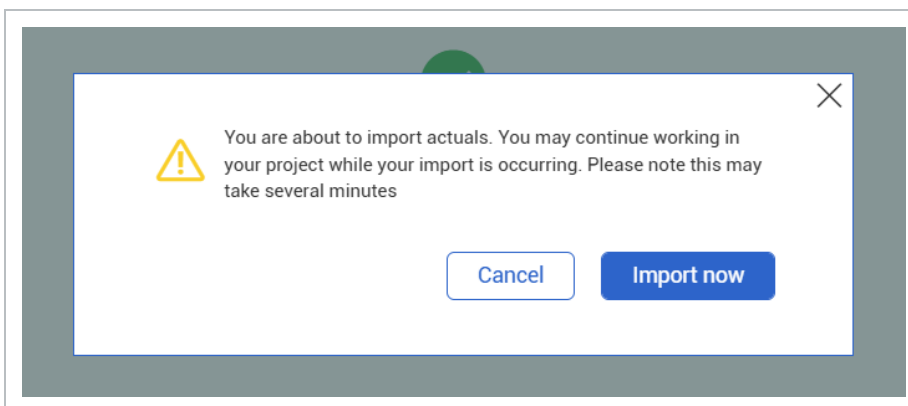 You are about to import actuals. You may continue working in
your project while your import is occurring. Please note this may
take several minutes
Cancel
Import now